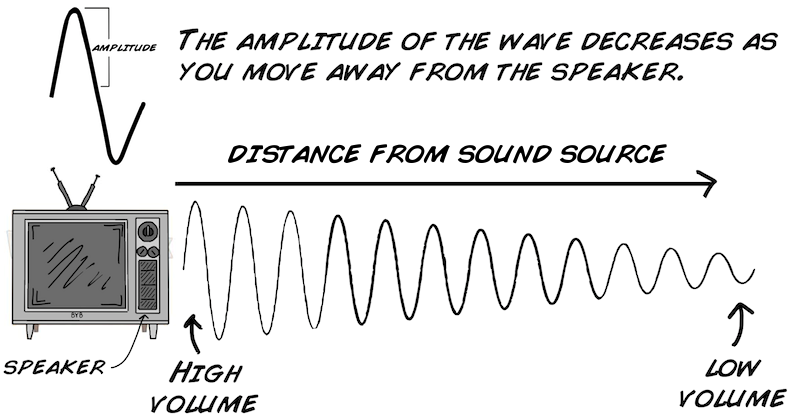 AMPLITUDE
THE AMPLITUDE OF THE WAVE DECREASES AS
YOU MOVE AWAY FROM THE SPEAKER.
DISTANCE FROM SOUND SOURCE
BYB
SPEAKER
HIGH
VOLUME
LOW
VOLUME